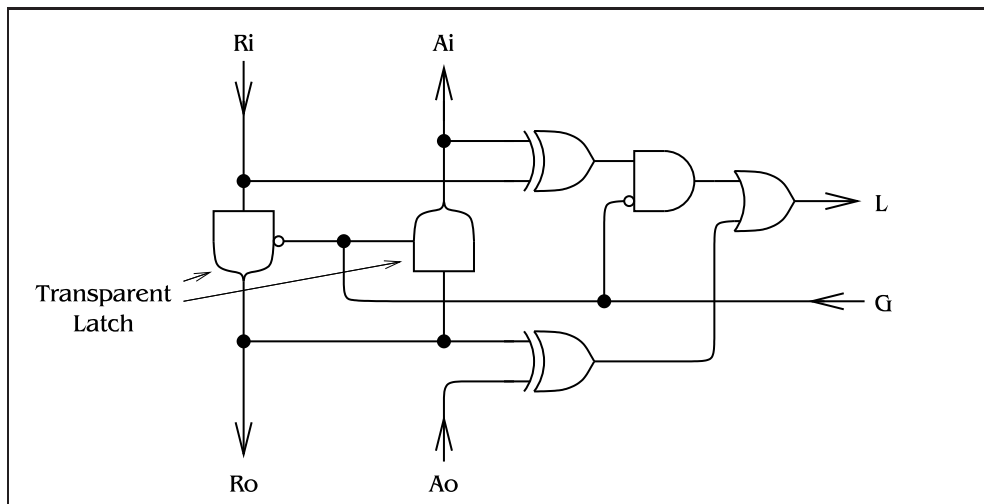 Ri
Ai
L
Transparent
Latch
G
Ro
Ao